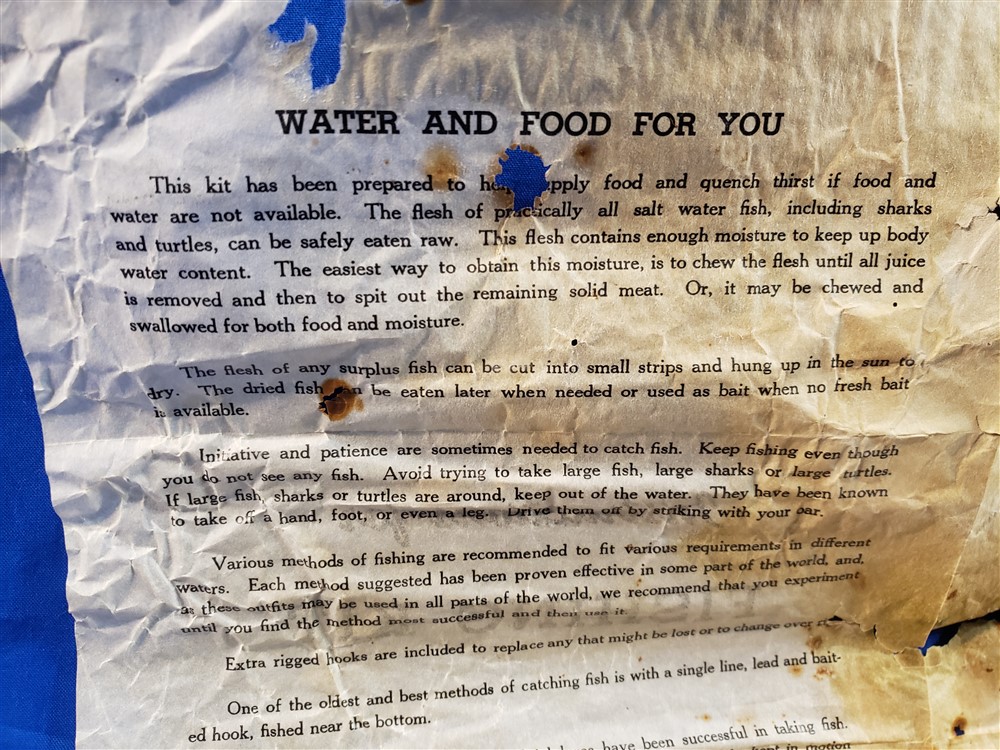 WATER AND FOOD FOR YOU
This kit has been prepared to food and quench thirst if food and
water are not available. The flesh of practically all salt water fish, including sharks
and turtles, can be safely eaten raw. This flesh contains enough moisture to keep up body
water content. The easiest way to obtain this moisture, is to chew the flesh until all juice
is removed and then to spit out the remaining solid meat. Or, it may be chewed and
swallowed for both food and moisture.
The flesh of any surplus fish can be cut into small strips and hung up in the sun to
dry. The dried fish can be eaten later when needed or used as bait when no fresh bait
is available.
Initiative and patience are sometimes needed to catch fish. Keep fishing even though
you do not see any fish. Avoid trying to take large fish, large sharks or large turtles.
If large fish, sharks or turtles are around, keep out of the water. They have been known
to take off a hand, foot, or even a leg. Drive them off by striking with your oar.
Various methods of fishing are recommended to fit various requirements in different
waters. Each method suggested has been proven effective in some part of the world, and,
as these outfits may be used in all parts of the world, we recommend that you experiment
until you find the method most successful and then use it.
Extra rigged hooks are included to replace any that might be lost or to change over
One of the oldest and best methods of catching fish is with a single line, lead and bait-
ed hook, fished near the bottom.
have been successful in taking fish.
kept in motion